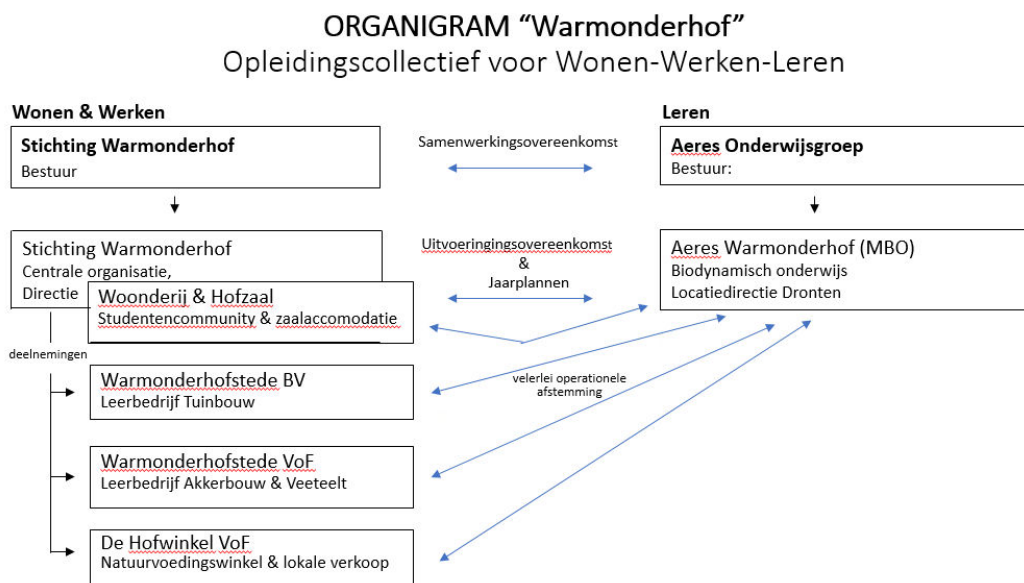 ORGANIGRAM “Warmonderhof”
Opleidingscollectief voor Wonen-Werken-Leren
Wonen & Werken
Stichting Warmonderhof
Bestuur
Samenwerkingsovereenkomst
Leren
Aeres Onderwijsgroep
Bestuur:
Stichting Warmonderhof
Centrale organisatie,
Directie
Woonderij & Hofzaal
Studentencommunity & zaalaccomodatie
Uitvoeringingsovereenkomst
&
Jaarplannen
Aeres Warmonderhof (MBO)
Biodynamisch onderwijs
Locatiedirectie Dronten
deelnemingen
Warmonderhofstede BV
Leerbedrijf Tuinbouw
velerlei operationele
afstemming
Warmonderhofstede VoF
Leerbedrijf Akkerbouw & Veeteelt
De Hofwinkel VoF
Natuurvoedingswinkel & lokale verkoop